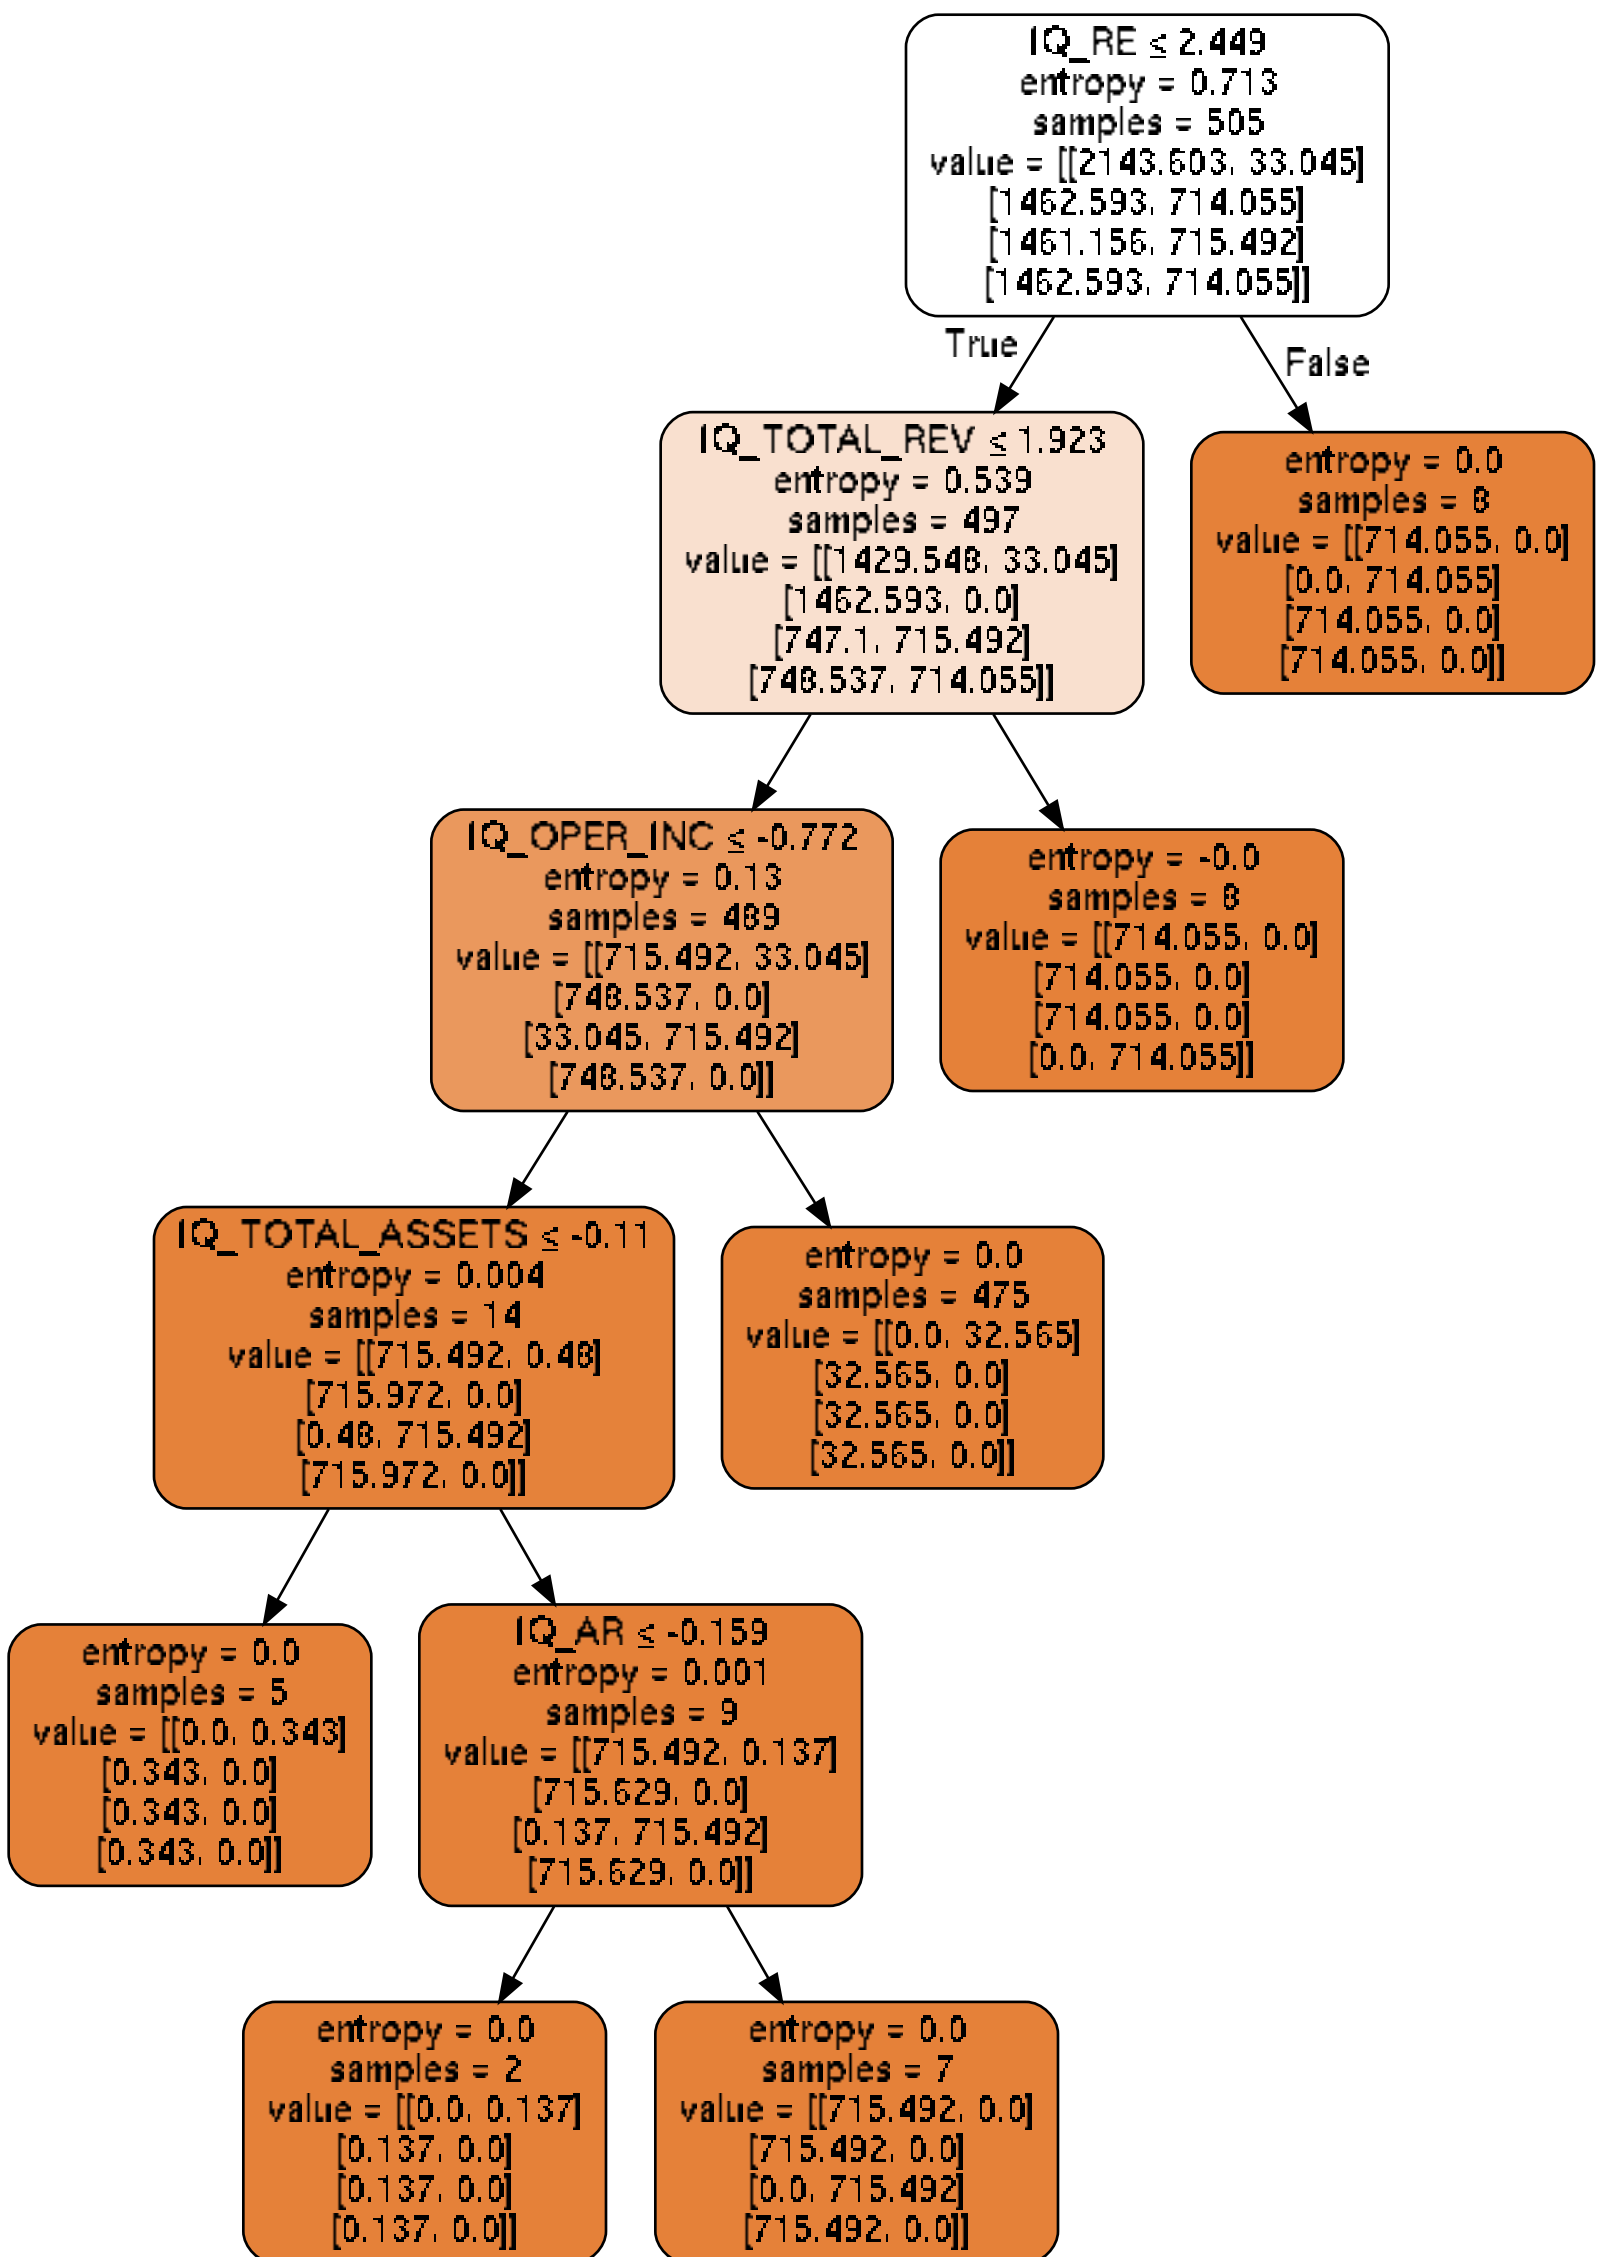 IQ_RE ≤ 2.449
entropy = 0.713
samples = 505
value = [[2143.603, 33.045]
[1462.593, 714.055]
[1461.156, 715.492]
[1462.593, 714.055]]
True
False
IQ_TOTAL_REV ≤ 1.923
entropy = 0.539
samples = 497
value = [[1429.548, 33.045]
[1462.593, 0.0]
[747.1, 715.492]
[748.537, 714.055]]
entropy = 0.0
samples = 8
value = [[714.055, 0.0]
[0.0, 714.055]
[714.055, 0.0]
[714.055, 0.0]]
IQ_OPER_INC ≤ -0.772
entropy = 0.13
samples = 489
value = [[715.492, 33.045]
[748.537, 0.0]
[33.045, 715.492]
[748.537, 0.0]]
entropy = -0.0
samples = 8
value = [[714.055, 0.0]
[714.055, 0.0]
[714.055, 0.0]
[0.0, 714.055]]
IQ_TOTAL_ASSETS ≤ -0.11
entropy = 0.004
samples = 14
value = [[715.492, 0.48]
[715.972, 0.0]
[0.48, 715.492]
[715.972, 0.0]]
entropy = 0.0
samples = 475
value = [[0.0, 32.565]
[32.565, 0.0]
[32.565, 0.0]
[32.565, 0.0]]
entropy = 0.0
samples = 5
value = [[0.0, 0.343]
[0.343, 0.0]
[0.343, 0.0]
[0.343, 0.0]]
IQ_AR ≤ -0.159
entropy = 0.001
samples = 9
value = [[715.492, 0.137]
[715.629, 0.0]
[0.137, 715.492]
[715.629, 0.0]]
entropy = 0.0
samples = 2
value = [[0.0, 0.137]
[0.137, 0.0]
[0.137, 0.0]
[0.137, 0.0]]
entropy = 0.0
samples = 7
value = [[715.492, 0.0]
[715.492, 0.0]
[0.0, 715.492]
[715.492, 0.0]]